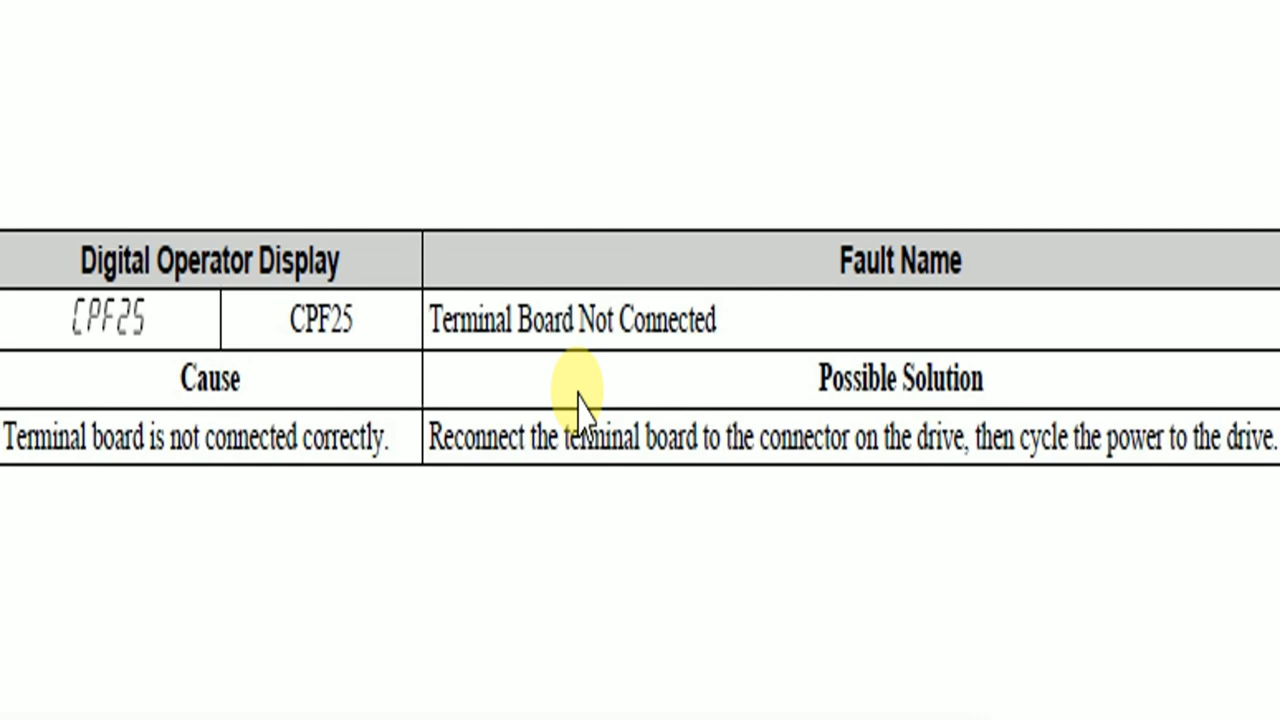 Digital Operator Display Fault Name
CPF25 CPF25 Terminal Board Not Connected
Cause Possible Solution
Terminal board is not connected correctly. Reconnect the terminal board to the connector on the drive, then cycle the power to the drive.